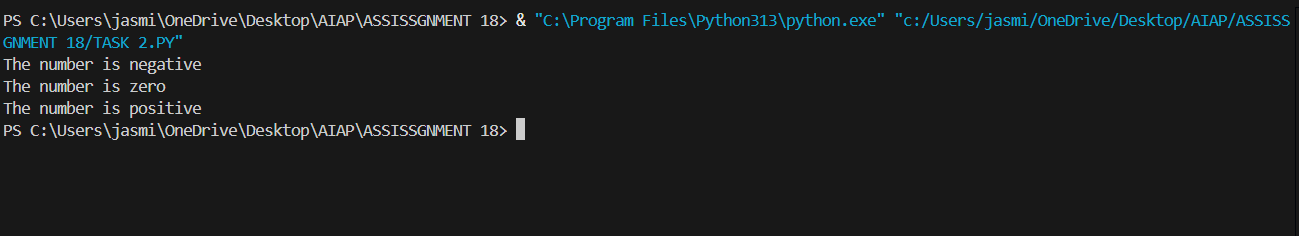 PS C:\Users\jasmi\OneDrive\Desktop\AIAP\ASSISSGNMENT 18> & "C:\Program Files\Python313\python.exe" "c:/Users/jasmi/OneDrive/Desktop/AIAP/ASSISS
GNMENT 18/TASK 2.PY"
The number is negative
The number is zero
The number is positive
PS C:\Users\jasmi\OneDrive\Desktop\AIAP\ASSISSGNMENT 18>